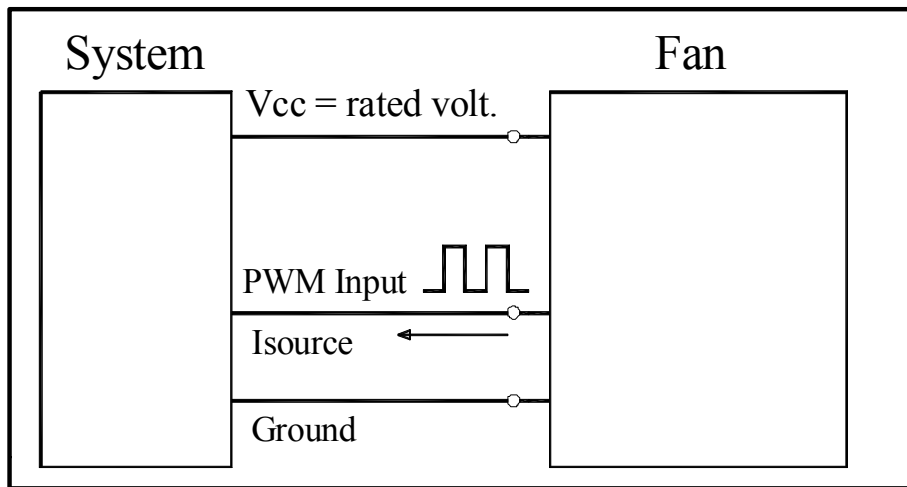 System
Fan
Vcc = rated volt.
PWM Input
Isource
Ground